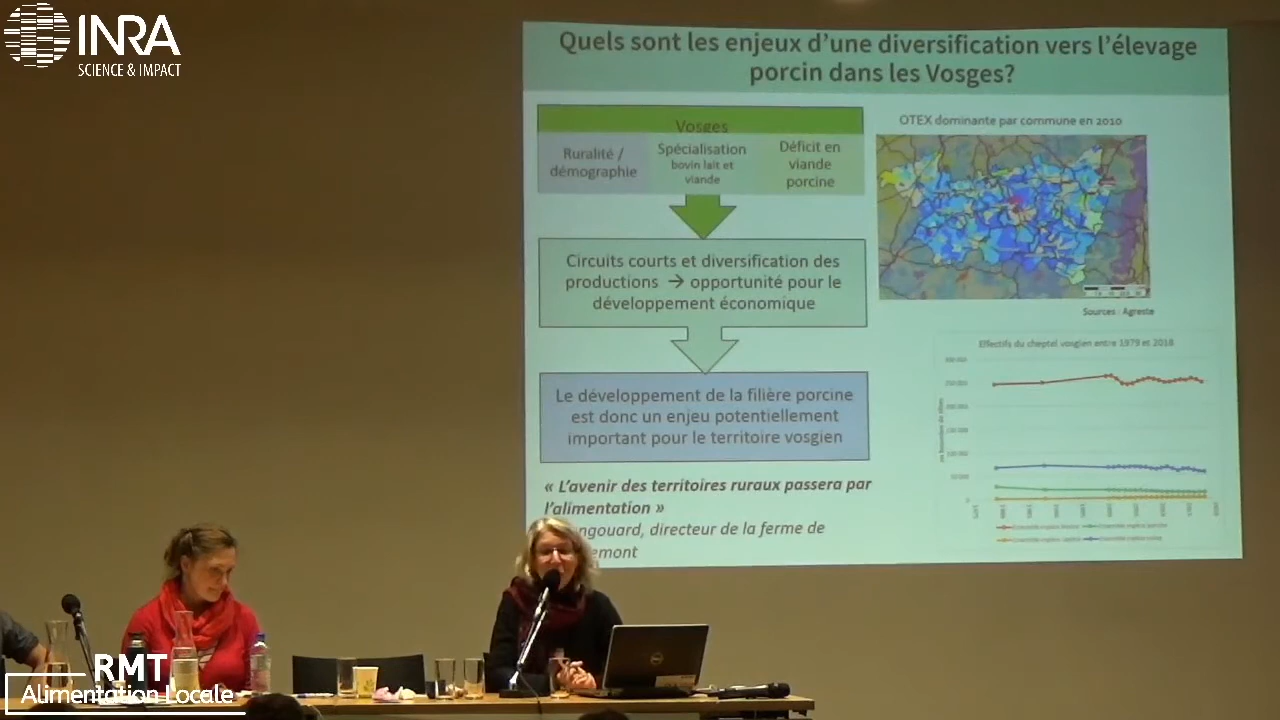 INRA
SCIENCE & IMPACT
Quels sont les enjeux d’une diversification vers l’élevage
porcin dans les Vosges?
Vosges
Ruralité /
démographie
Spécialisation
bovin lait et
viande
Déficit en
viande
porcine
Circuits courts et diversification des
productions → opportunité pour le
développement économique
Le développement de la filière porcine
est donc un enjeu potentiellement
important pour le territoire vosgien
« L’avenir des territoires ruraux passera par
l’alimentation »
ngouard, directeur de la ferme de
emont
OTEX dominante par commune en 2010
Sources : Agreste
Effectifs du cheptel vosgien entre 1979 et 2018
RMT
Alimentation Locale